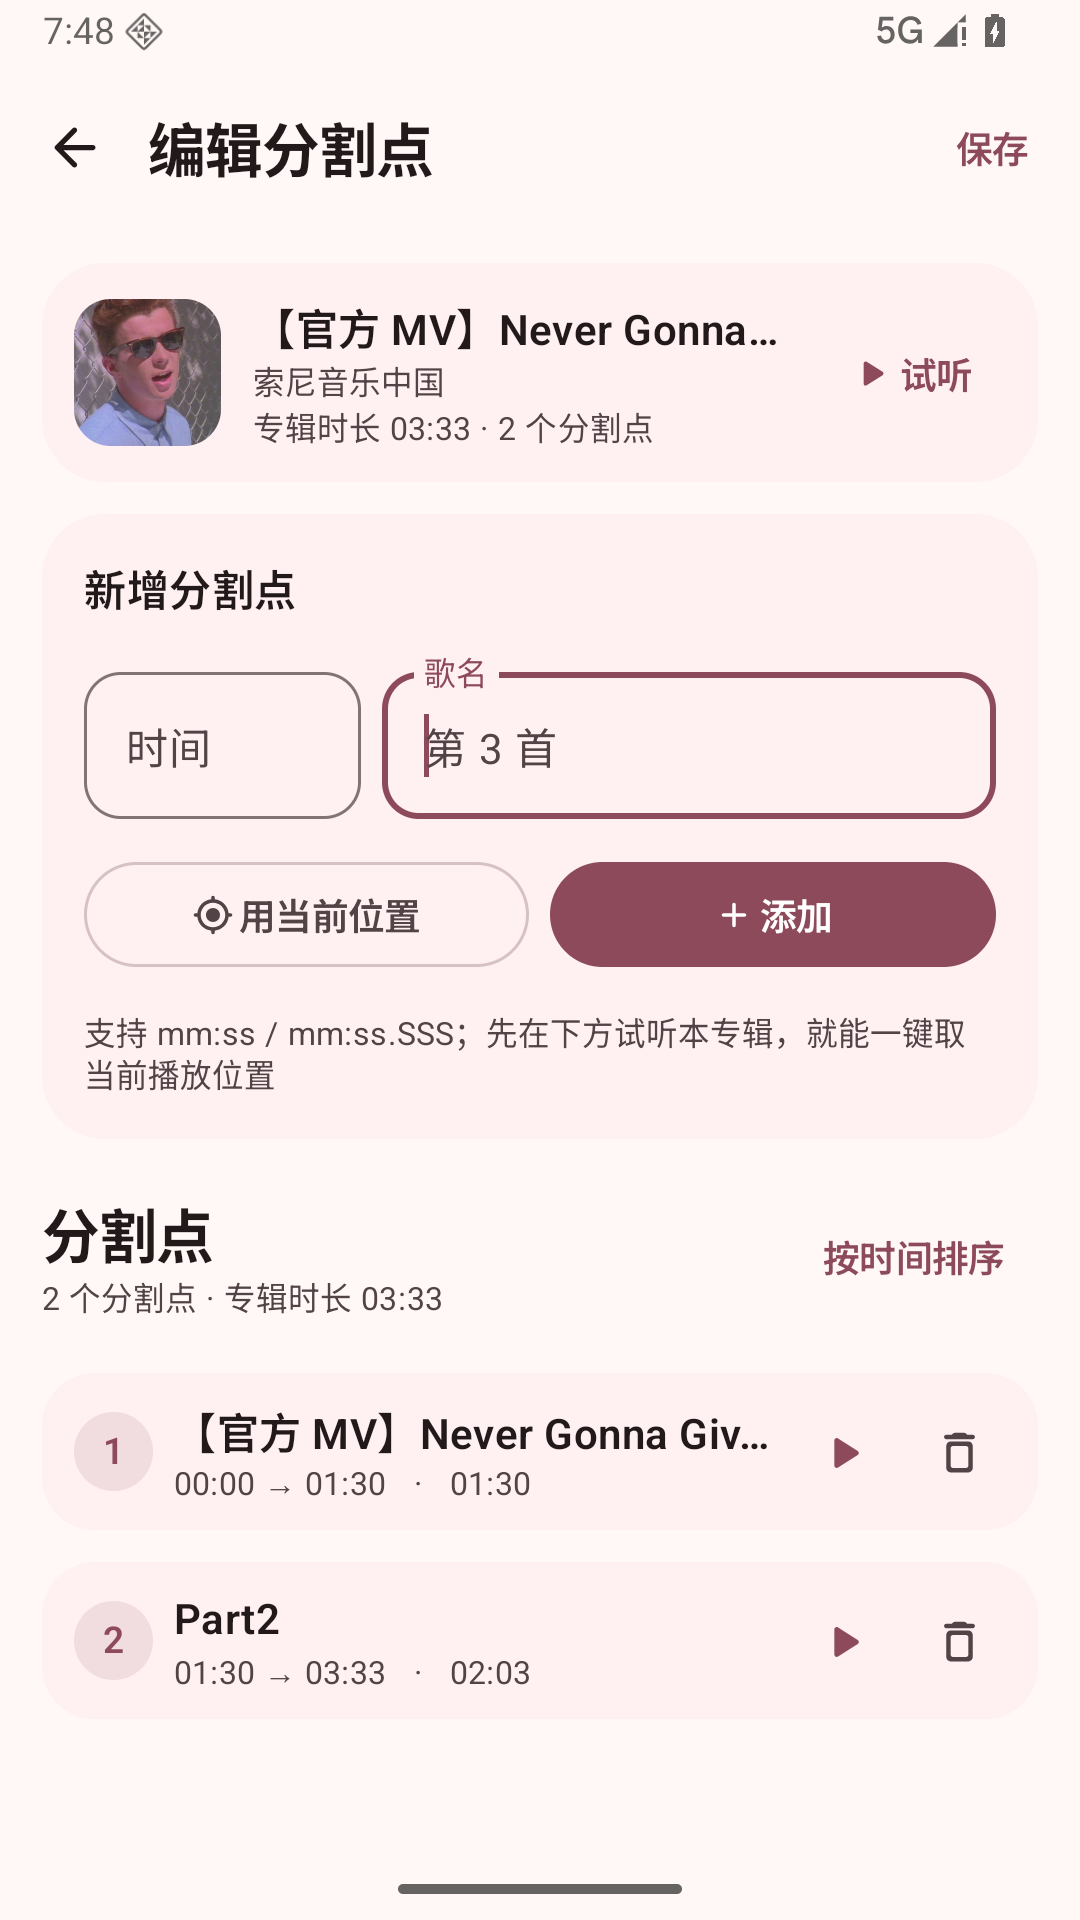 7:48
5G
编辑分割点
保存
【官方 MV】Never Gonna…
索尼音乐中国
专辑时长 03:33 · 2 个分割点
试听
新增分割点
时间
歌名
第 3 首
用当前位置
添加
支持 mm:ss / mm:ss.SSS；先在下方试听本专辑，就能一键取
当前播放位置
分割点
2 个分割点 · 专辑时长 03:33
按时间排序
1
【官方 MV】Never Gonna Giv…
00:00 → 01:30 · 01:30
2
Part2
01:30 → 03:33 · 02:03